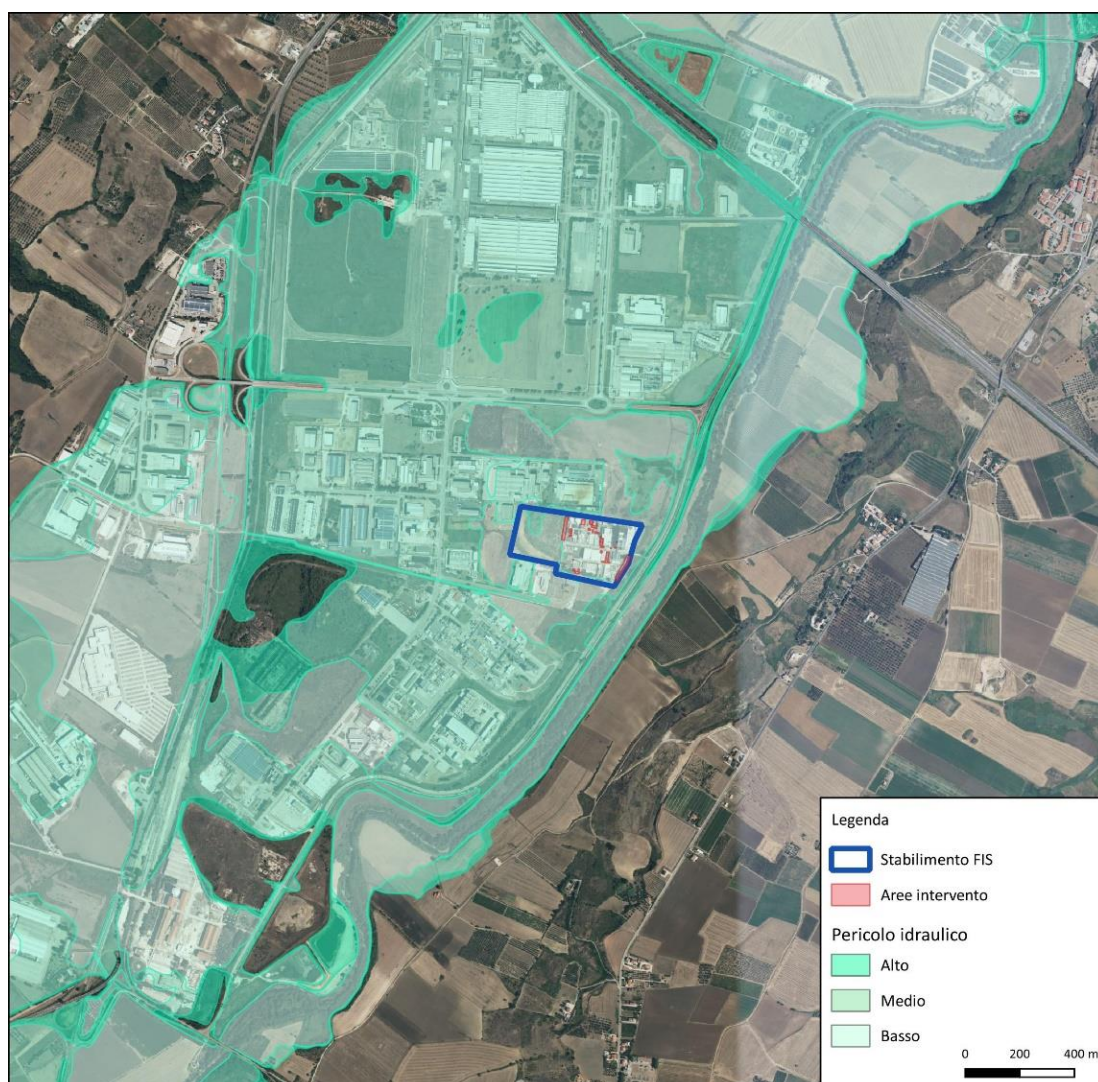 Legenda
Stabilimento FIS
Aree intervento
Pericolo idraulico
Alto
Medio
Basso
0 200 400 m